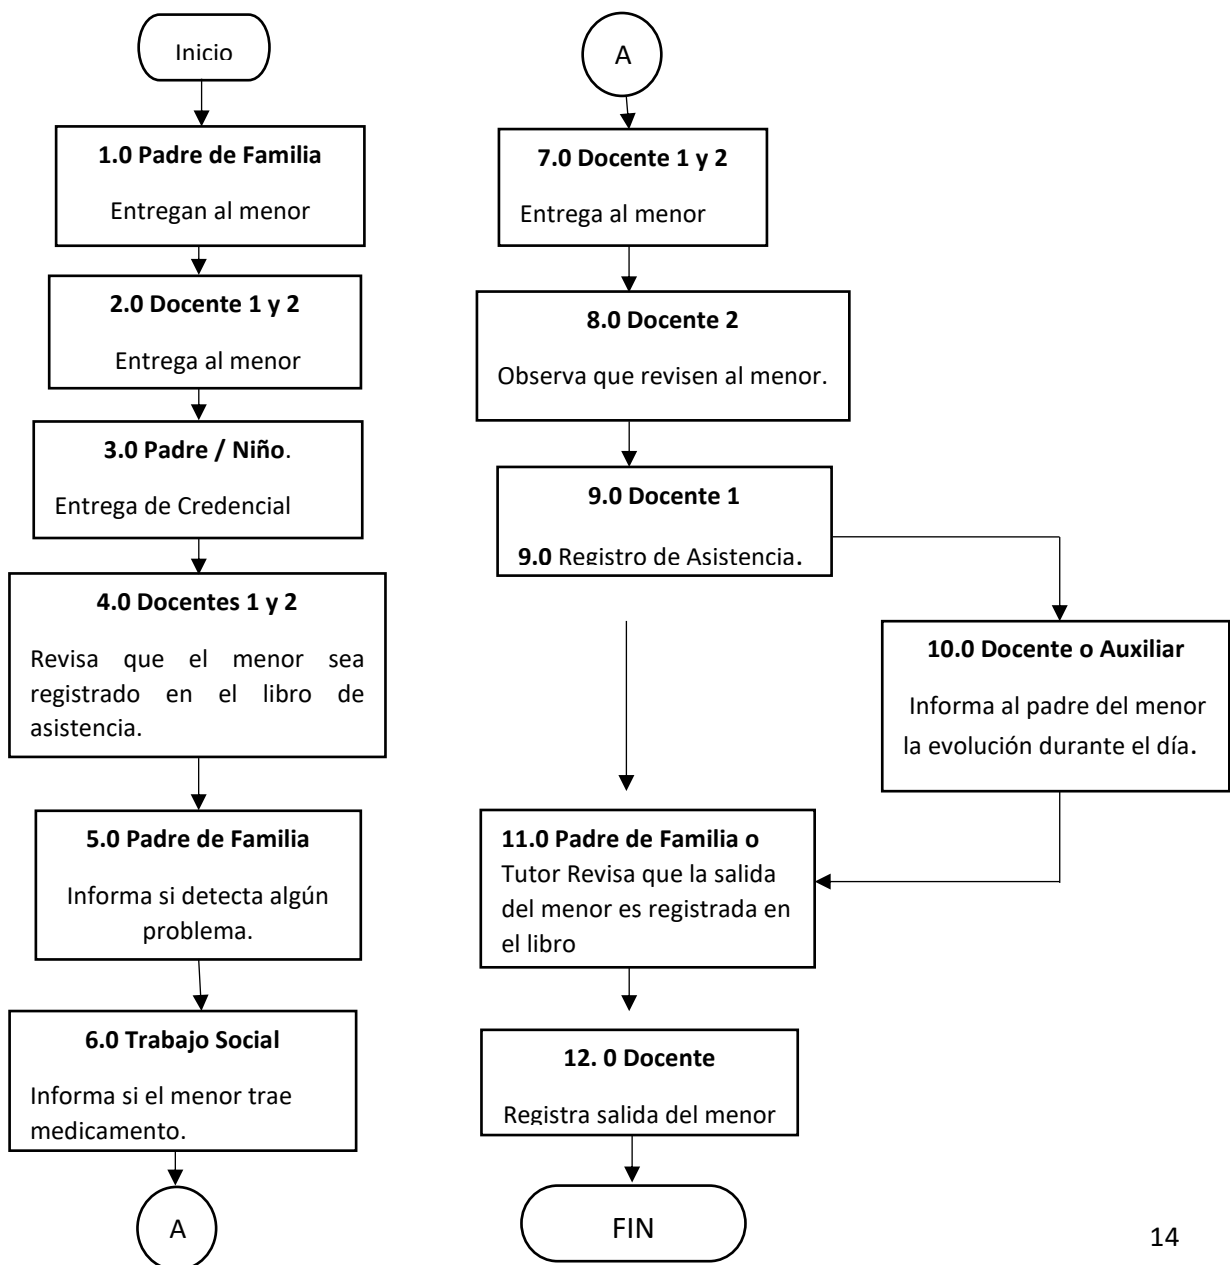 Inicio
1.0 Padre de Familia
Entregan al menor
2.0 Docente 1 y 2
Entrega al menor
3.0 Padre / Niño.
Entrega de Credencial
4.0 Docentes 1 y 2
Revisa que el menor sea
registrado en el libro de
asistencia.
5.0 Padre de Familia
Informa si detecta algún
problema.
6.0 Trabajo Social
Informa si el menor trae
medicamento.
A
A
7.0 Docente 1 y 2
Entrega al menor
8.0 Docente 2
Observa que revisen al menor.
9.0 Docente 1
9.0 Registro de Asistencia.
10.0 Docente o Auxiliar
Informa al padre del menor
la evolución durante el día.
11.0 Padre de Familia o
Tutor Revisa que la salida
del menor es registrada en
el libro
12. 0 Docente
Registra salida del menor
FIN
14